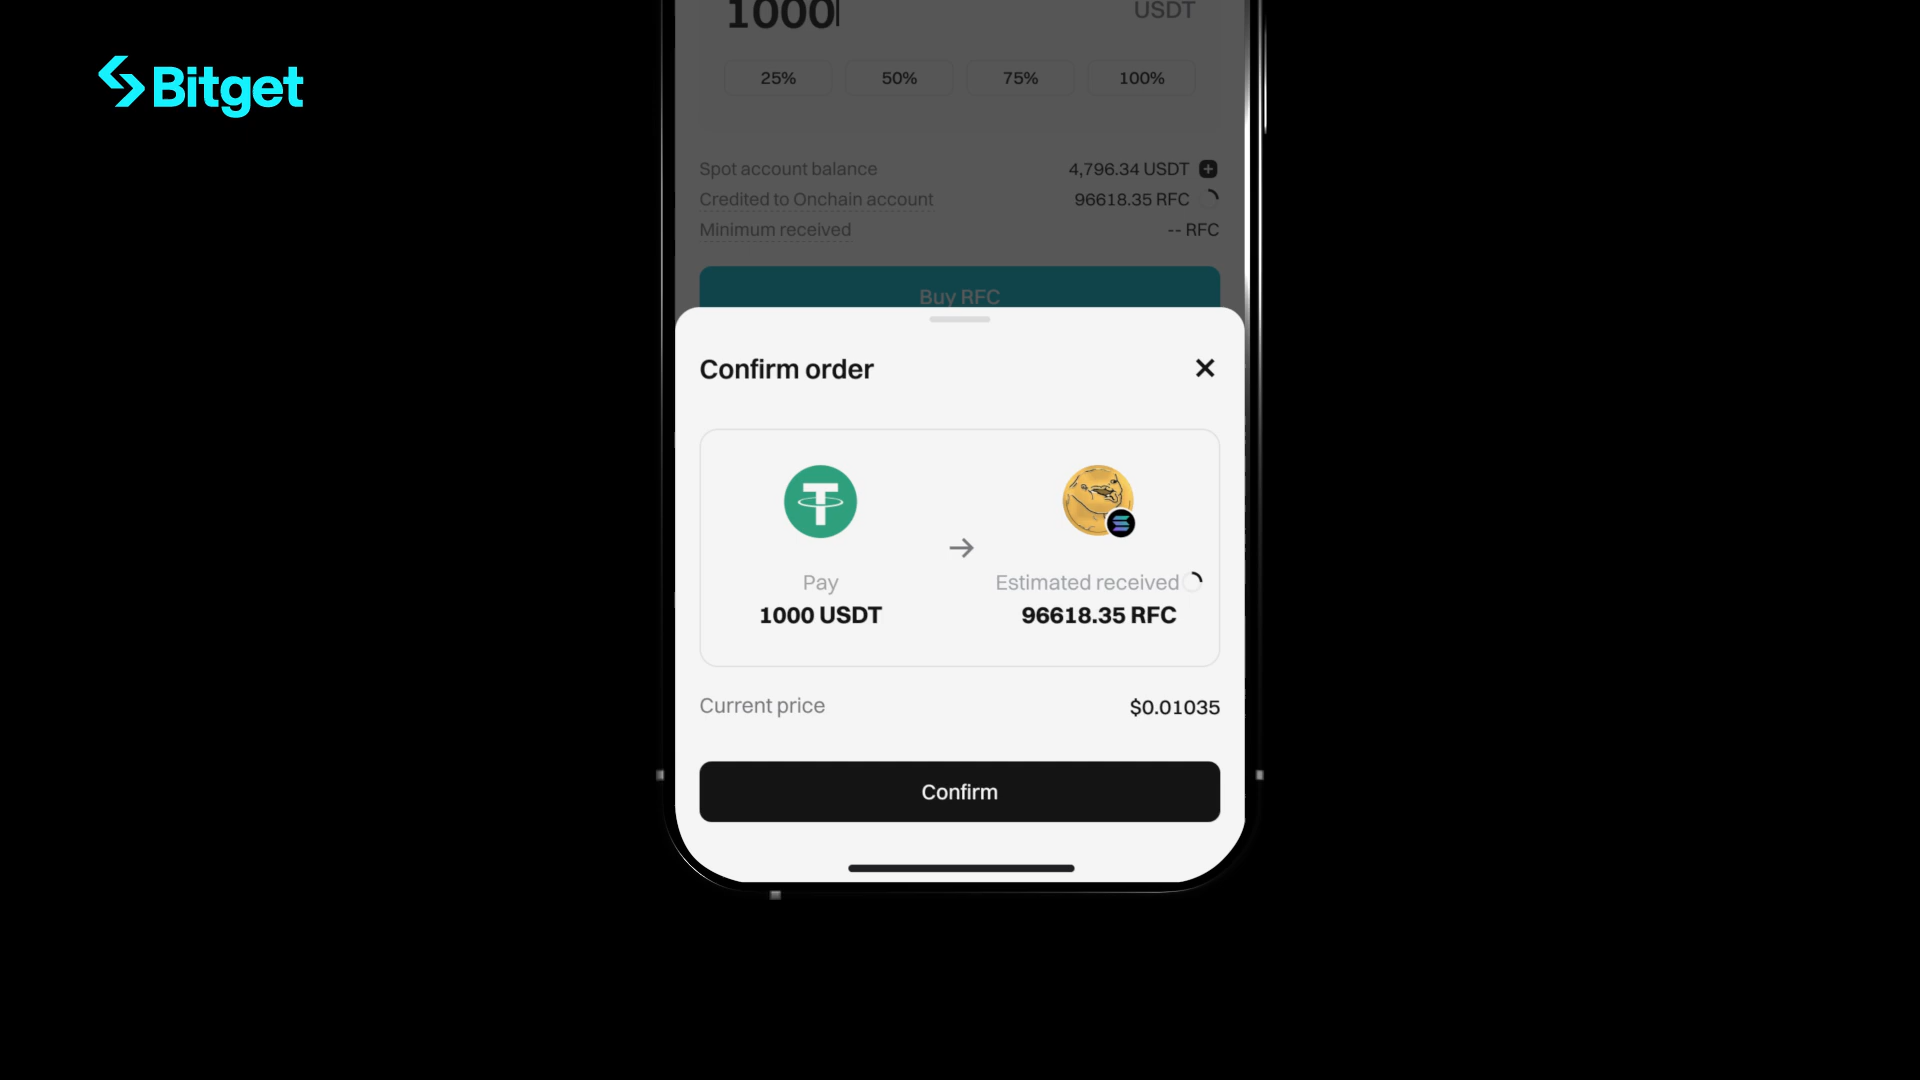 Bitget
1000
USDT
25%
50%
75%
100%
Spot account balance
4,796.34 USDT
Credited to Onchain account
96618.35 RFC
Minimum received
-- RFC
Buy RFC
Confirm order
Pay
1000 USDT
Estimated received
96618.35 RFC
Current price
$0.01035
Confirm